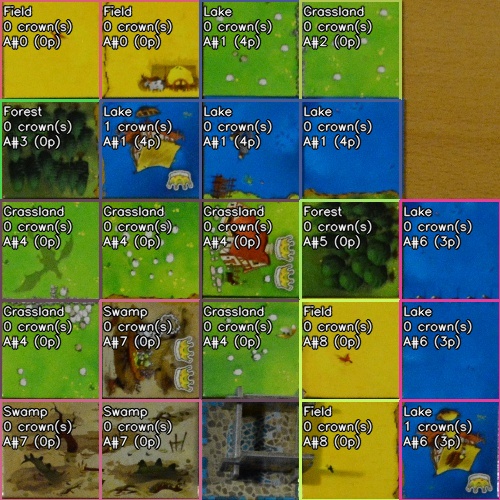 Field
0 crown(s)
A#0 (0p)
Field
0 crown(s)
A#0 (0p)
Lake
0 crown(s)
A#1 (4p)
Grassland
0 crown(s)
A#2 (0p)
Forest
0 crown(s)
A#3 (0p)
Lake
1 crown(s)
A#1 (4p)
Lake
0 crown(s)
A#1 (4p)
Lake
0 crown(s)
A#1 (4p)
Grassland
0 crown(s)
A#4 (0p)
Grassland
0 crown(s)
A#4 (0p)
Grassland
0 crown(s)
A#4 (0p)
Forest
0 crown(s)
A#5 (0p)
Lake
0 crown(s)
A#6 (3p)
Grassland
0 crown(s)
A#4 (0p)
Swamp
0 crown(s)
A#7 (0p)
Grassland
0 crown(s)
A#4 (0p)
Field
0 crown(s)
A#8 (0p)
Lake
0 crown(s)
A#6 (3p)
Swamp
0 crown(s)
A#7 (0p)
Swamp
0 crown(s)
A#7 (0p)
Field
0 crown(s)
A#8 (0p)
Lake
1 crown(s)
A#6 (3p)